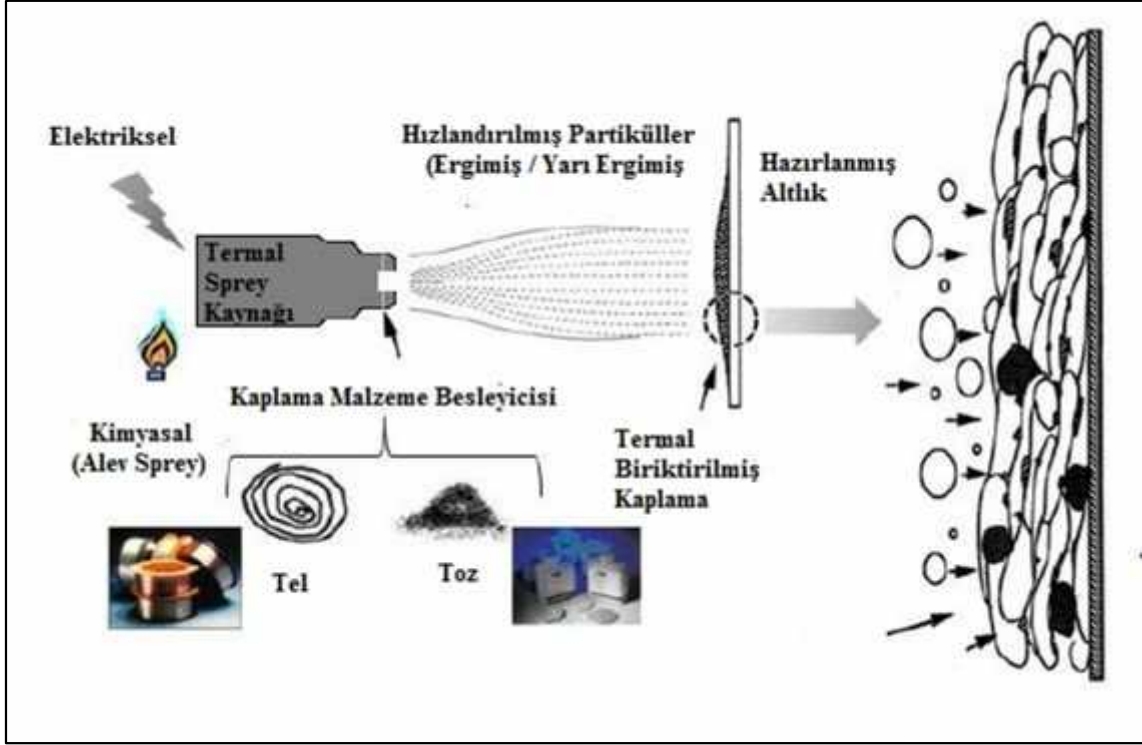 Elektriksel
Hızlandırılmış Partiküller
(Ergimiş / Yarı Ergimiş
Hazırlanmış
Altlık
Termal
Sprey
Kaynağı
Kaplama Malzeme Besleyicisi
Kimyasal
(Alev Sprey)
Termal
Biriktirilmiş
Kaplama
Tel
Toz